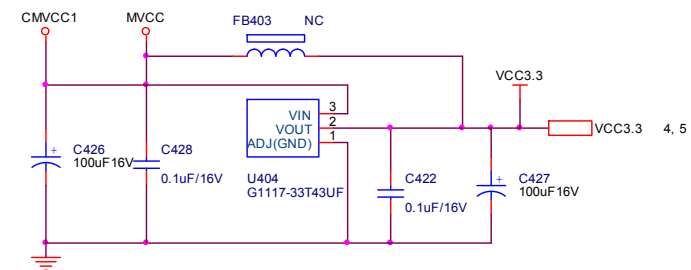 CMVCC1 MVCC FB403 NC
VCC3.3
VIN 3
VOUT 2
ADJ(GND) 1
VCC3.3 4, 5
C426
100uF16V
C428
0.1uF/16V
U404
G1117-33T43UF
C422
0.1uF/16V
C427
100uF16V
+
+